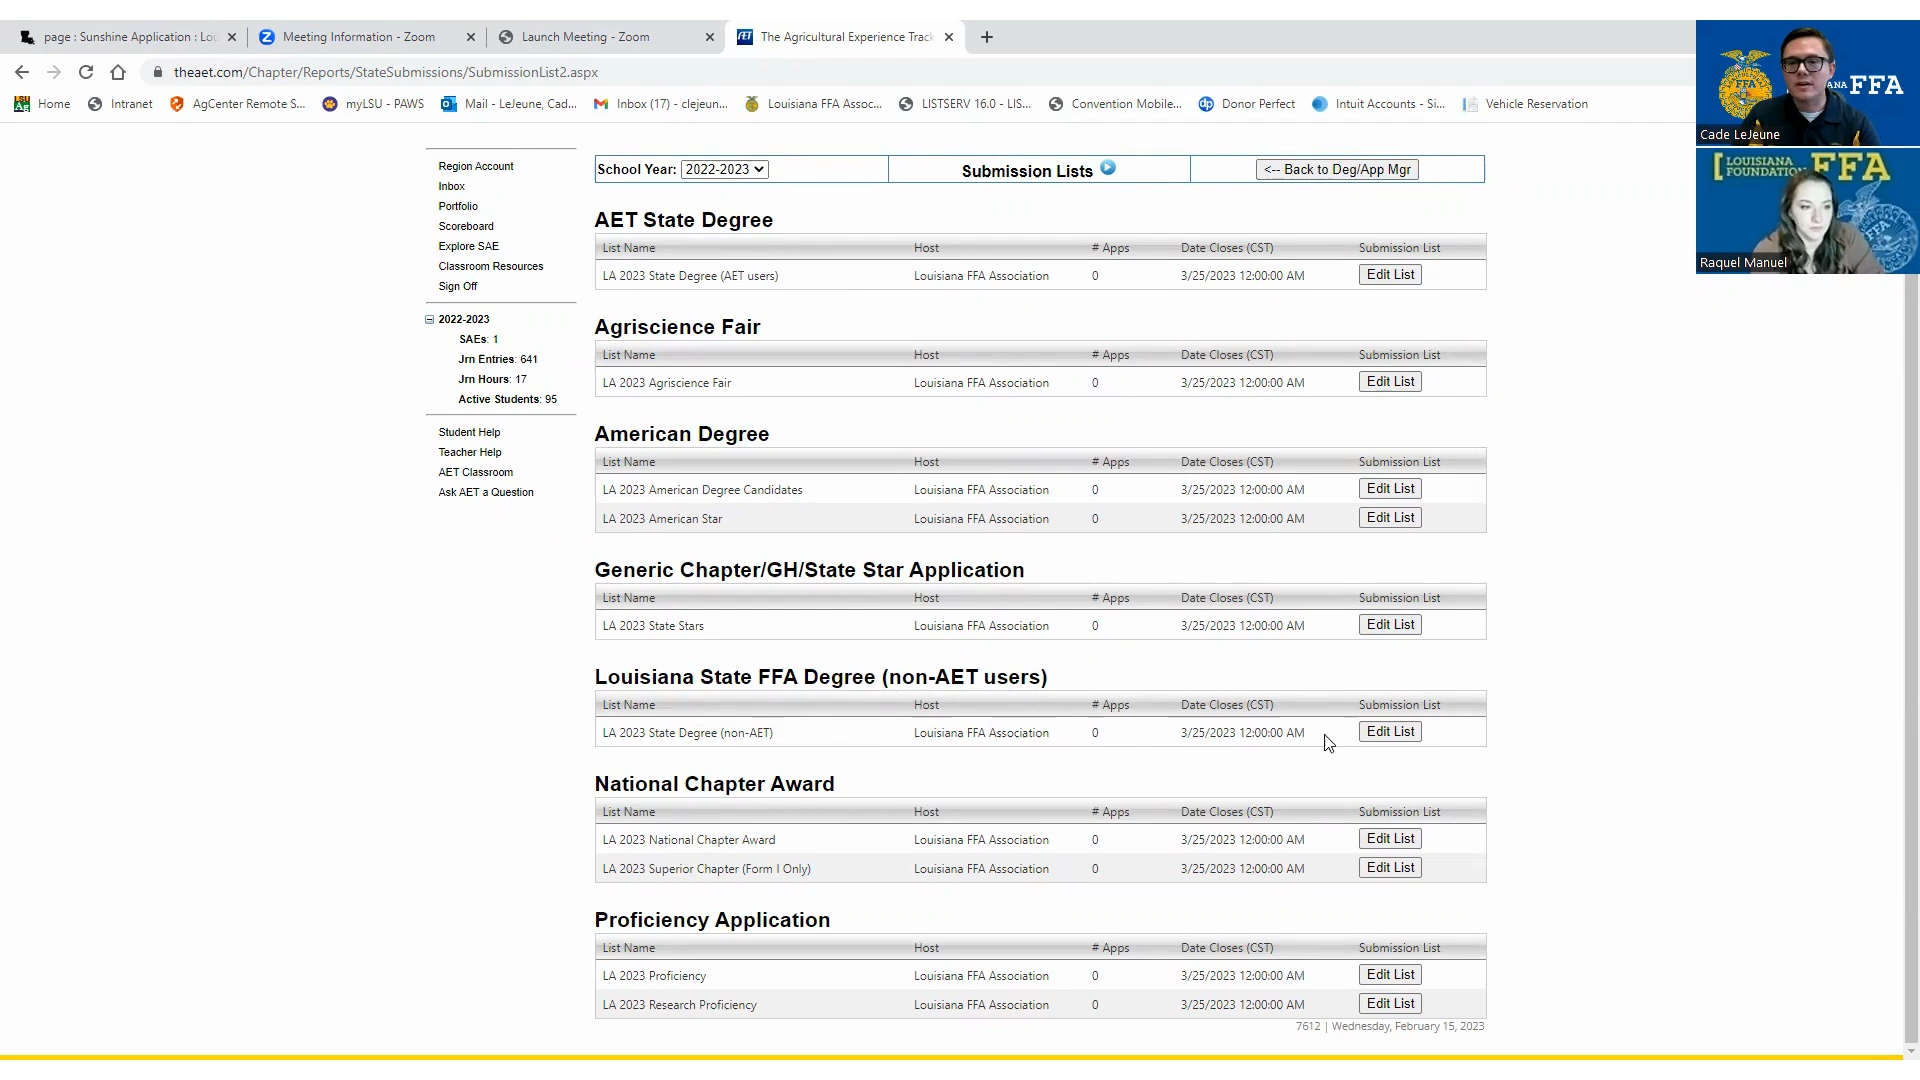 page : Sunshine Application : Lo
Meeting Information - Zoom
Launch Meeting - Zoom
The Agricultural Experience Track
theaet.com/Chapter/Reports/StateSubmissions/SubmissionList2.aspx
Home
Intranet
AgCenter Remote S...
myLSU - PAWS
Mail - LeJeune, Cad...
Inbox (17) - clejeun...
Louisiana FFA Assoc...
LISTSERV 16.0 - LIS...
Convention Mobile...
Donor Perfect
Intuit Accounts - Si...
Vehicle Reservation
ANA FFA
Cade LeJeune
LOUISIANA
FOUNDATION FFA
Raquel Manuel
Region Account
Inbox
Portfolio
Scoreboard
Explore SAE
Classroom Resources
Sign Off
2022-2023
SAEs: 1
Jrn Entries: 641
Jrn Hours: 17
Active Students: 95
Student Help
Teacher Help
AET Classroom
Ask AET a Question
School Year: 2022-2023 Submission Lists <-- Back to Deg/App Mgr
AET State Degree
List Name Host # Apps Date Closes (CST) Submission List
LA 2023 State Degree (AET users) Louisiana FFA Association 0 3/25/2023 12:00:00 AM Edit List
Agriscience Fair
List Name Host # Apps Date Closes (CST) Submission List
LA 2023 Agriscience Fair Louisiana FFA Association 0 3/25/2023 12:00:00 AM Edit List
American Degree
List Name Host # Apps Date Closes (CST) Submission List
LA 2023 American Degree Candidates Louisiana FFA Association 0 3/25/2023 12:00:00 AM Edit List
LA 2023 American Star Louisiana FFA Association 0 3/25/2023 12:00:00 AM Edit List
Generic Chapter/GH/State Star Application
List Name Host # Apps Date Closes (CST) Submission List
LA 2023 State Stars Louisiana FFA Association 0 3/25/2023 12:00:00 AM Edit List
Louisiana State FFA Degree (non-AET users)
List Name Host # Apps Date Closes (CST) Submission List
LA 2023 State Degree (non-AET) Louisiana FFA Association 0 3/25/2023 12:00:00 AM Edit List
National Chapter Award
List Name Host # Apps Date Closes (CST) Submission List
LA 2023 National Chapter Award Louisiana FFA Association 0 3/25/2023 12:00:00 AM Edit List
LA 2023 Superior Chapter (Form I Only) Louisiana FFA Association 0 3/25/2023 12:00:00 AM Edit List
Proficiency Application
List Name Host # Apps Date Closes (CST) Submission List
LA 2023 Proficiency Louisiana FFA Association 0 3/25/2023 12:00:00 AM Edit List
LA 2023 Research Proficiency Louisiana FFA Association 0 3/25/2023 12:00:00 AM Edit List
7612 | Wednesday, February 15, 2023